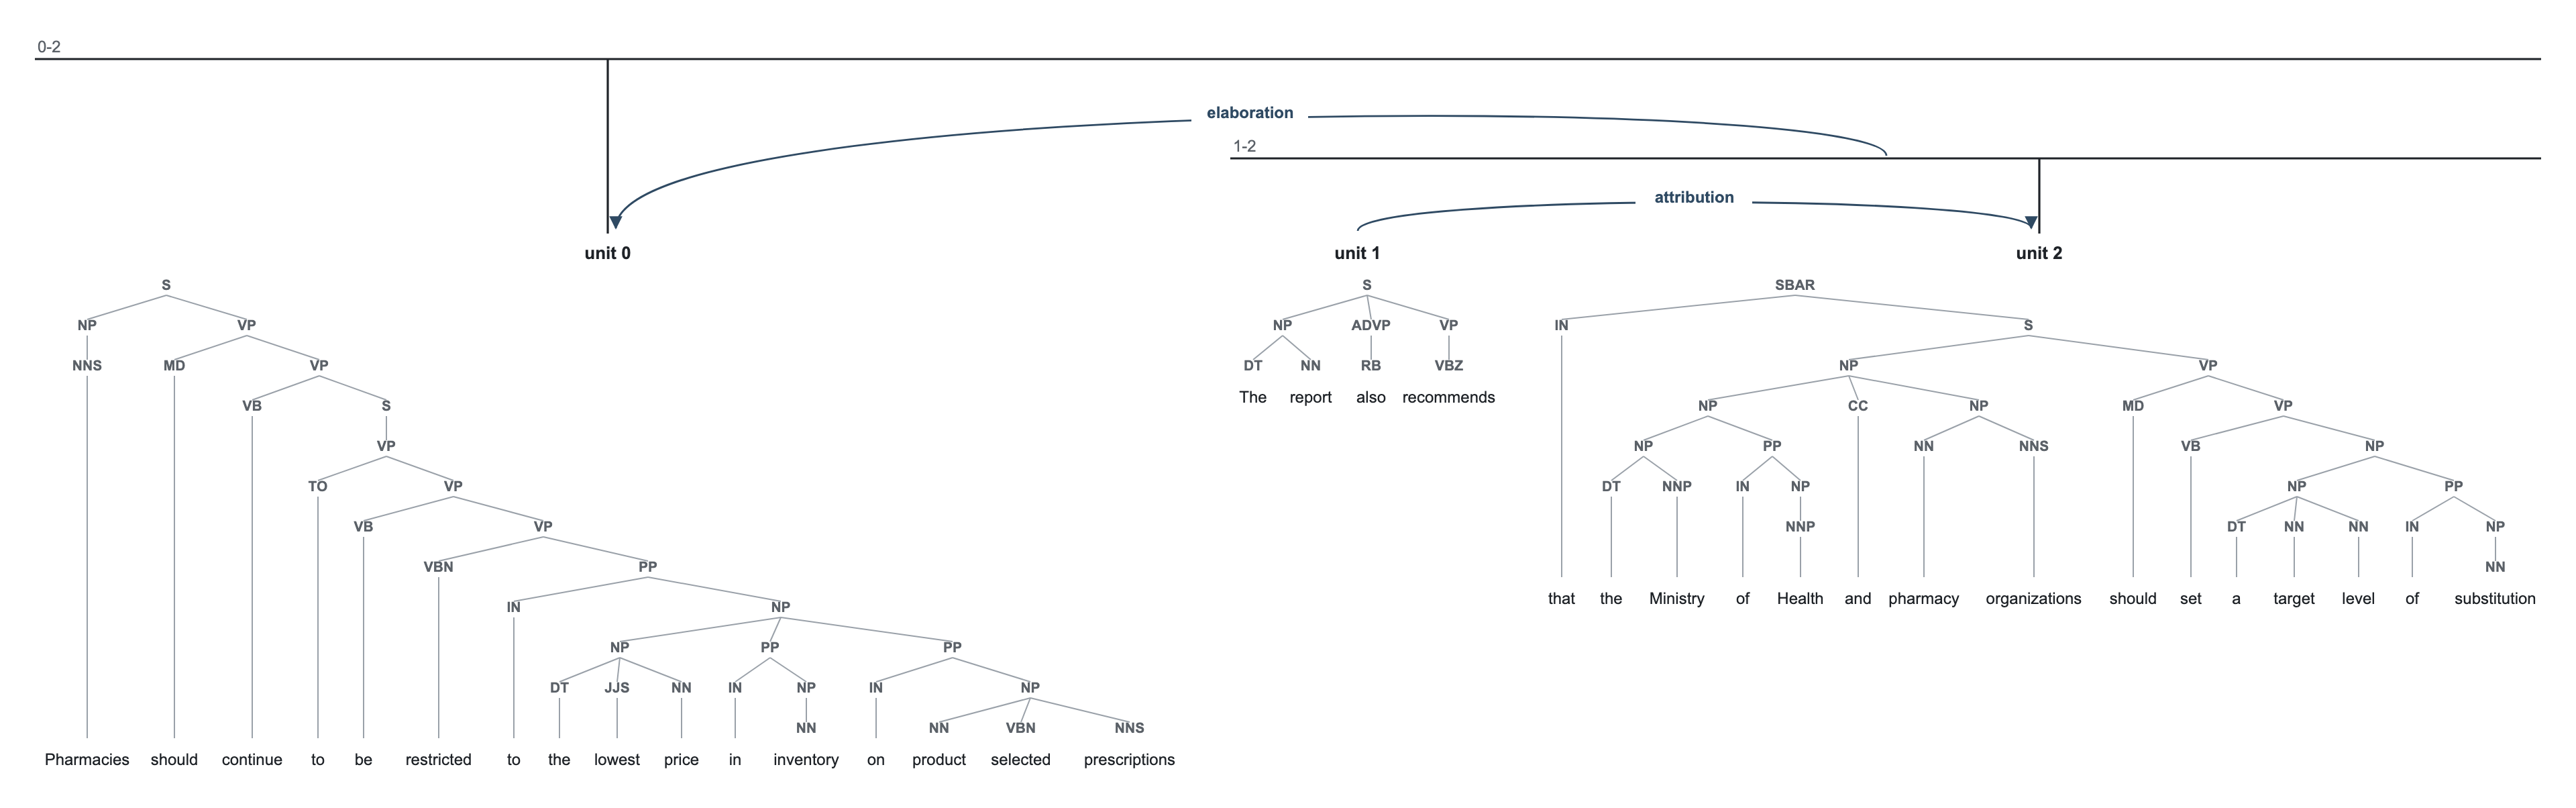 0-2
elaboration
1-2
attribution
unit 0 unit 1 unit 2
S S SBAR
NP VP NP ADVP VP IN S
NNS MD VP DT NN RB VBZ NP VP
The report also recommends
VB S NP CC NP MD VP
VP NP PP NN NNS VB NP
TO VP DT NNP IN NP NP PP
VB VP NNP DT NN NN IN NP
VBN PP NN
that the Ministry of Health and pharmacy organizations should set a target level of substitution
IN NP
NP PP PP
DT JJS NN IN NP IN NP
NN NN VBN NNS
Pharmacies should continue to be restricted to the lowest price in inventory on product selected prescriptions